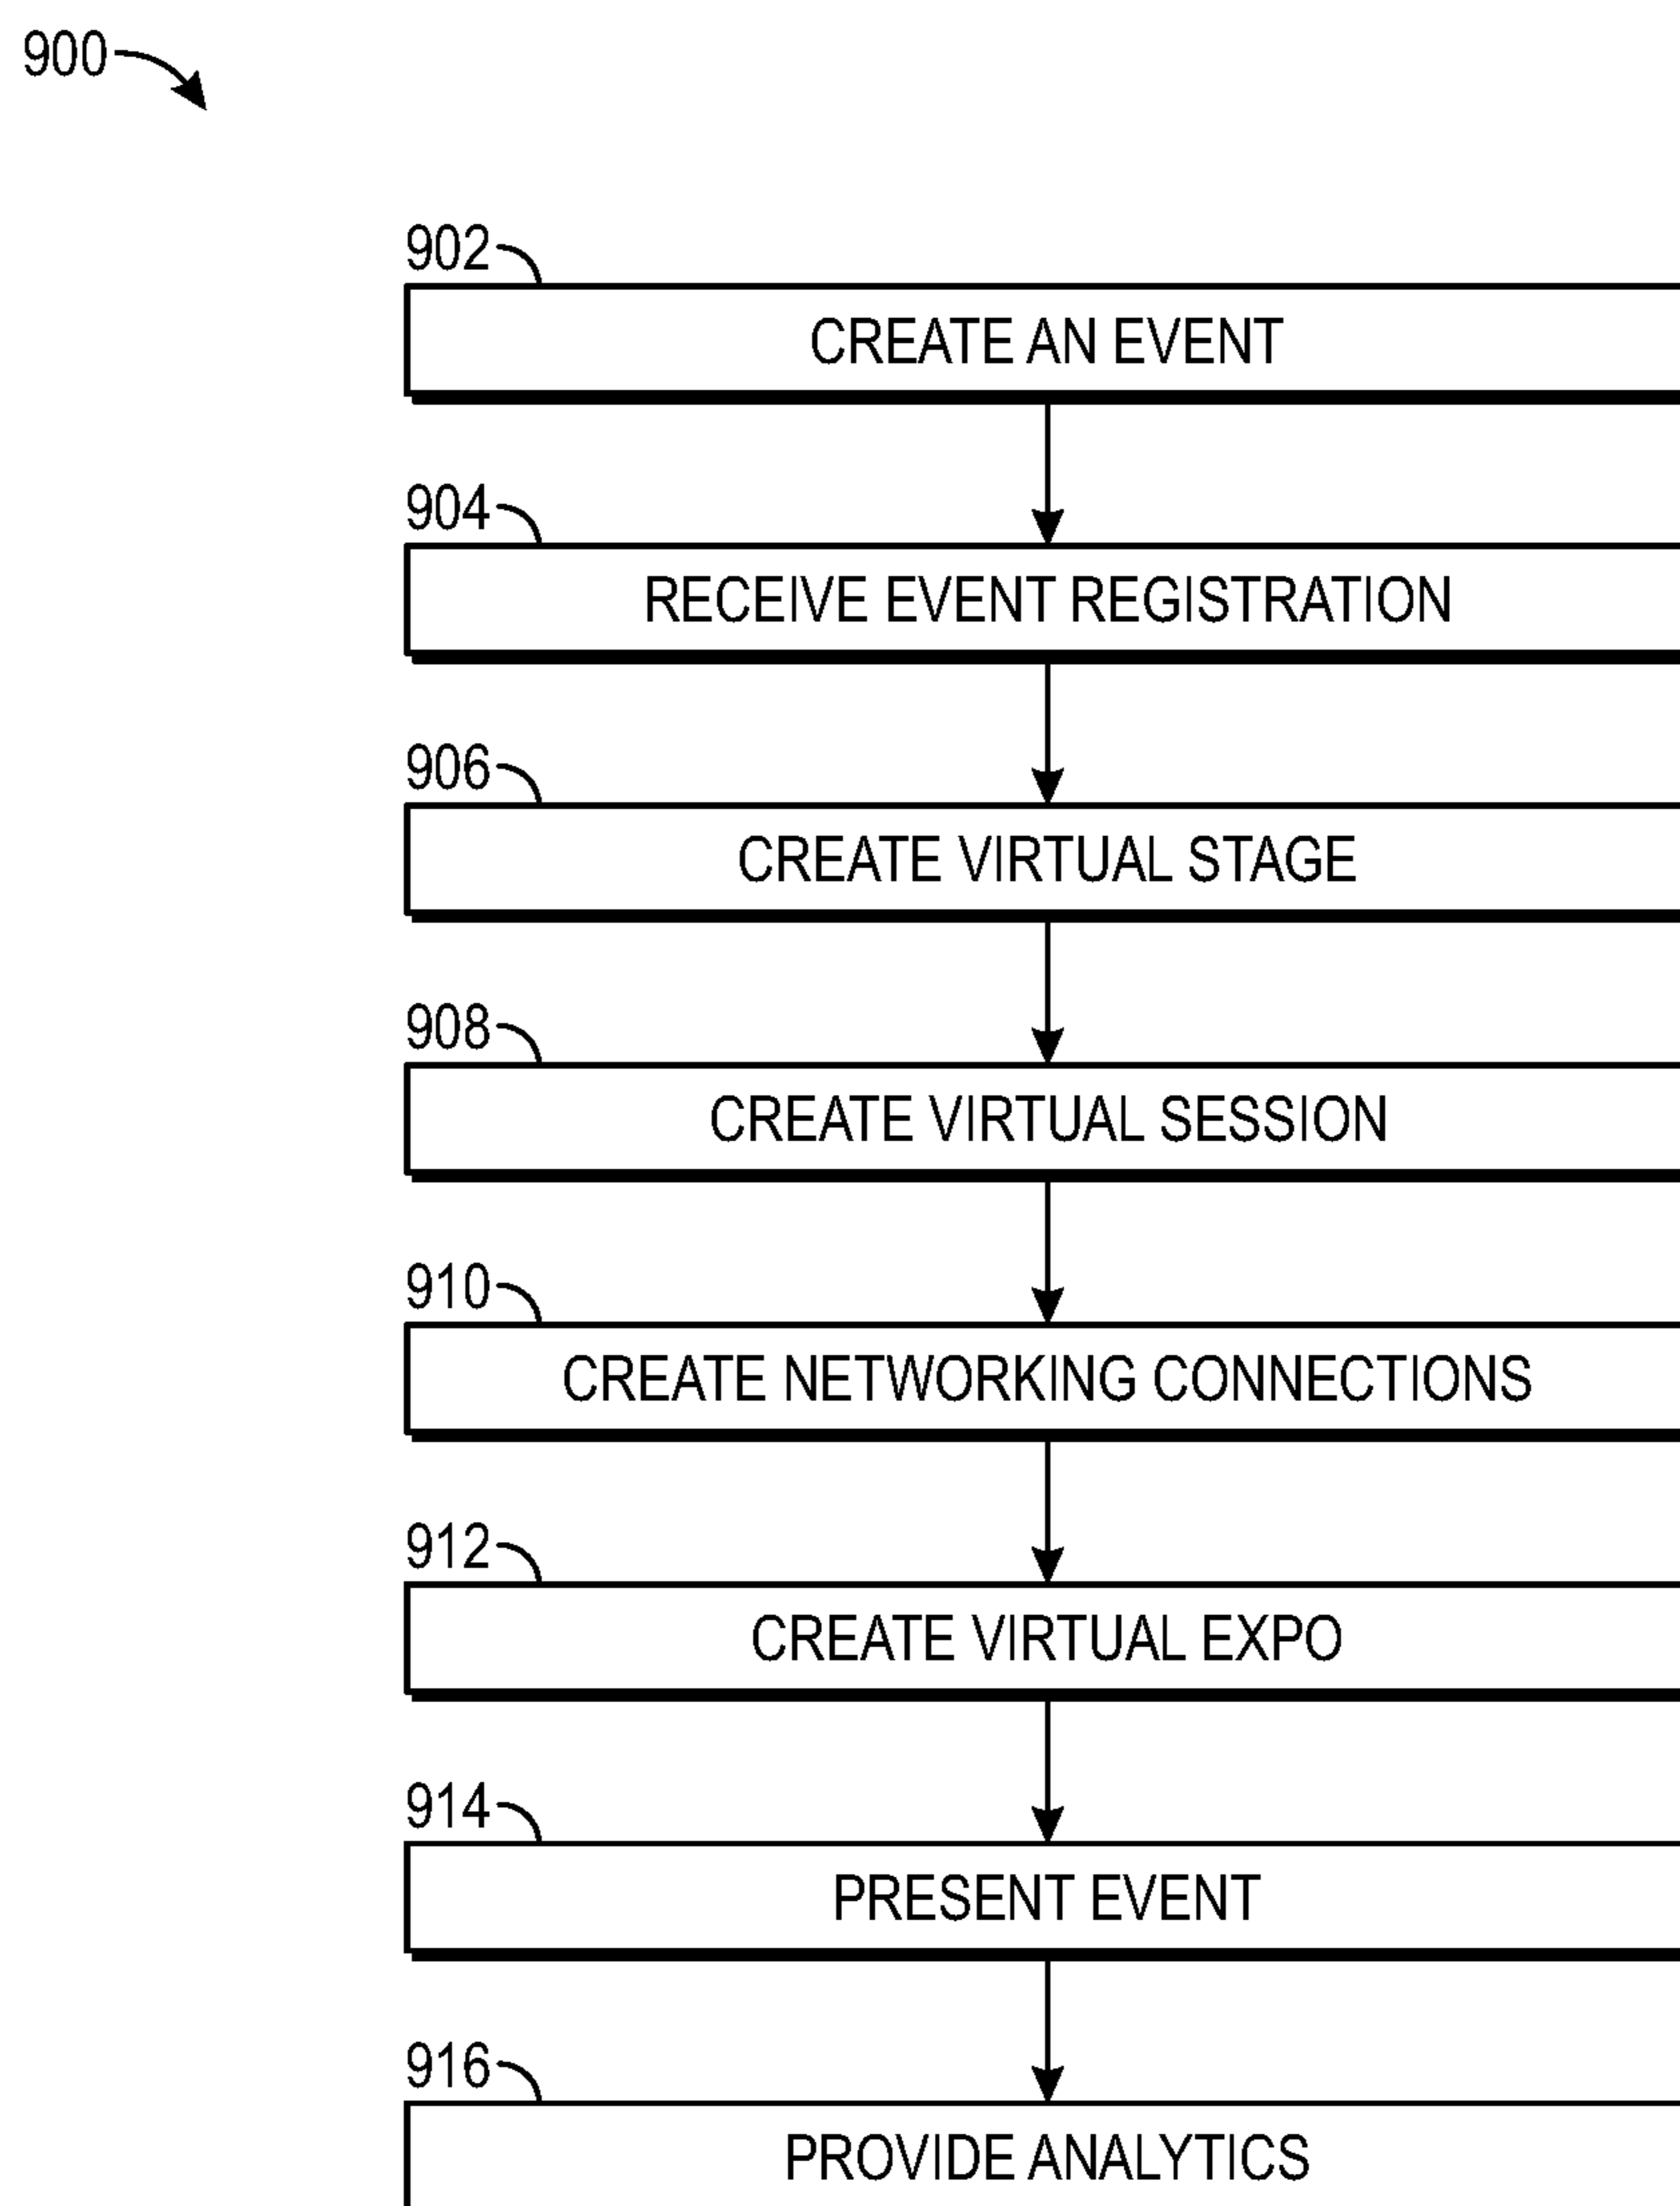 900
902
CREATE AN EVENT
904
RECEIVE EVENT REGISTRATION
906
CREATE VIRTUAL STAGE
908
CREATE VIRTUAL SESSION
910
CREATE NETWORKING CONNECTIONS
912
CREATE VIRTUAL EXPO
914
PRESENT EVENT
916
PROVIDE ANALYTICS